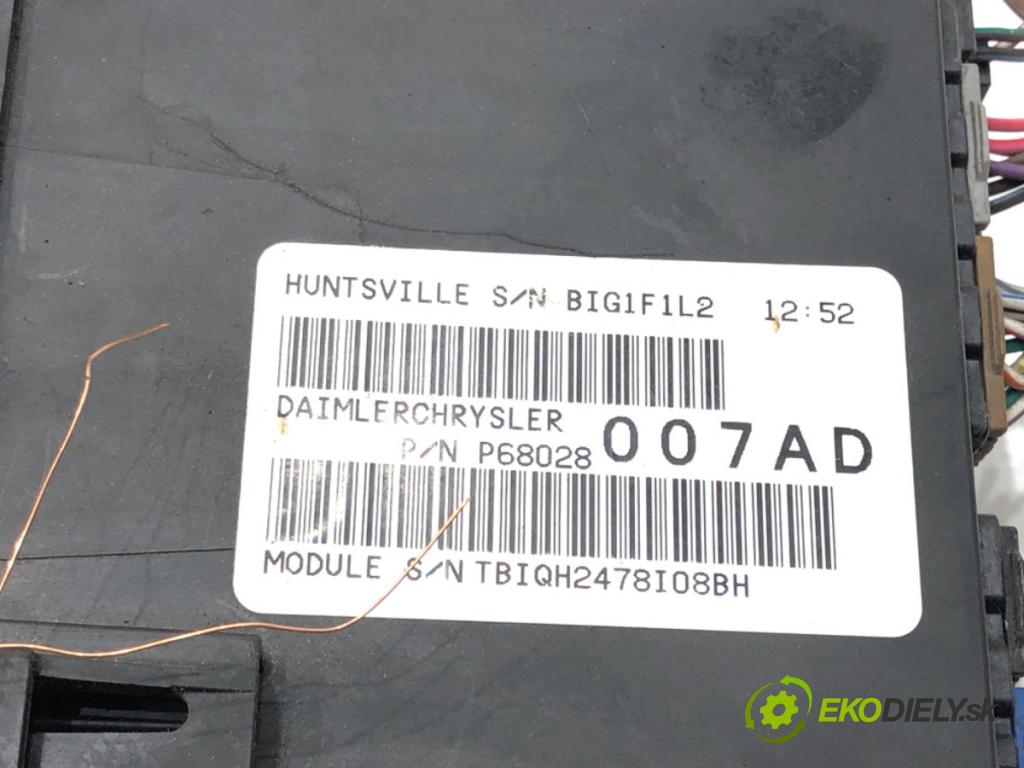 HUNTSVILLE S/N BIG1F1L2 12:52
DAIMLERCHRYSLER
P/N P68028 007AD
MODULE S/N TBIQH2478I08BH
EKODIELY.sk